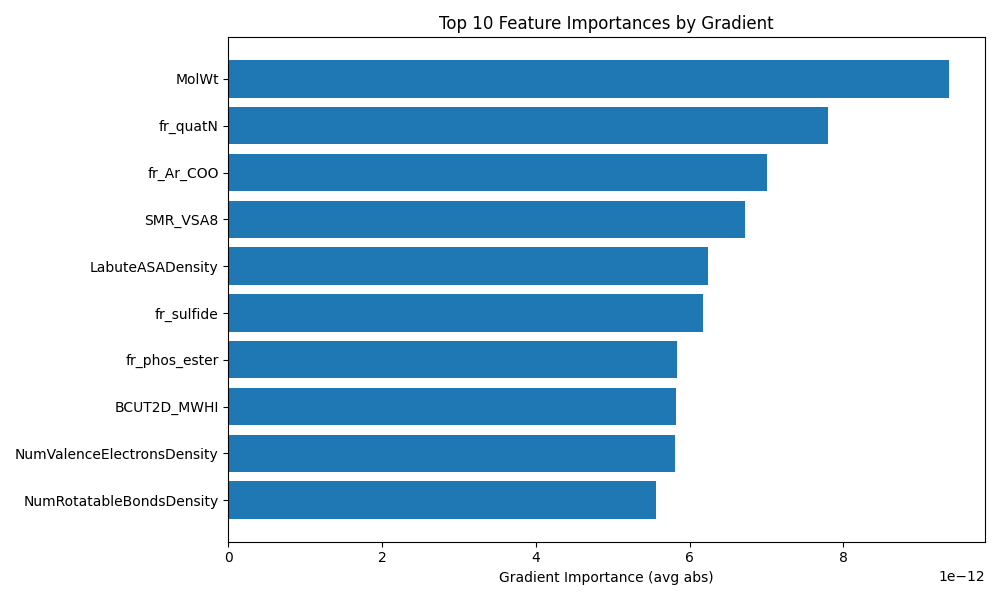 Top 10 Feature Importances by Gradient
MolWt
fr_quatN
fr_Ar_COO
SMR_VSA8
LabuteASADensity
fr_sulfide
fr_phos_ester
BCUT2D_MWHI
NumValenceElectronsDensity
NumRotatableBondsDensity
0 2 4 6 8
1e−12
Gradient Importance (avg abs)